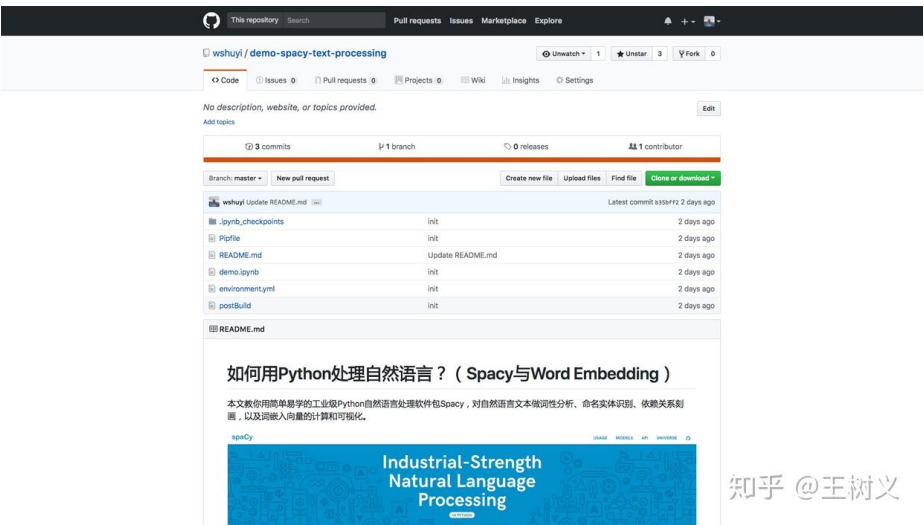 This repository Search Pull requests Issues Marketplace Explore
wshuyi / demo-spacy-text-processing Unwatch 1 Unstar 3 Fork 0
Code Issues 0 Pull requests 0 Projects 0 Wiki Insights Settings
No description, website, or topics provided. Edit
Add topics
3 commits 1 branch 0 releases 1 contributor
Branch: master New pull request Create new file Upload files Find file Clone or download
wshuyi Update README.md ... Latest commit b35bff2 2 days ago
.ipynb_checkpoints init 2 days ago
Pipfile init 2 days ago
README.md Update README.md 2 days ago
demo.ipynb init 2 days ago
environment.yml init 2 days ago
postBuild init 2 days ago
README.md
如何用Python处理自然语言？（Spacy与Word Embedding）
本文教你用简单易学的工业级Python自然语言处理软件包Spacy，对自然语言文本做词性分析、命名实体识别、依赖关系刻
画，以及词嵌入向量的计算和可视化。
spaCy USAGE MODELS API UNIVERSE
Industrial-Strength
Natural Language
Processing
IN PYTHON
知乎 @王树义